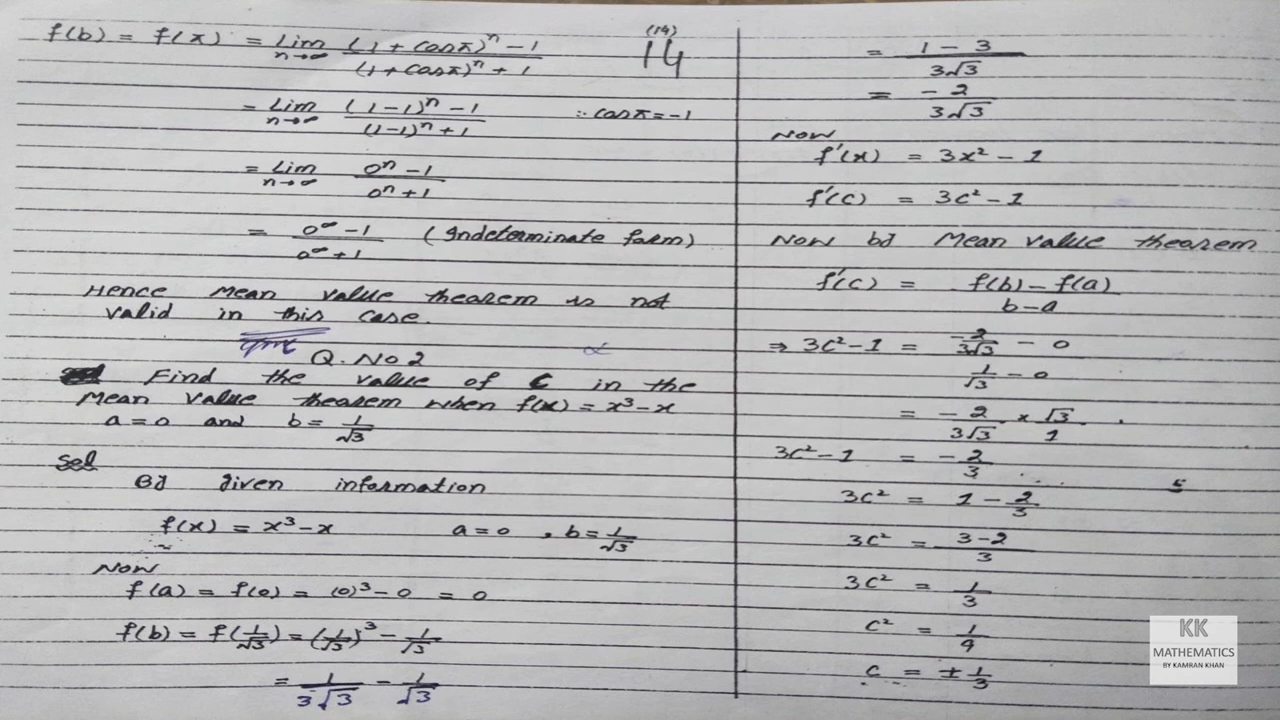 (14)
14
f(b) = f(π) = Lim n→∞ ((1 + cosπ)^n - 1) / ((1 + cosπ)^n + 1)
= Lim n→∞ ((1-1)^n - 1) / ((1-1)^n + 1) ∵ cosπ = -1
= Lim n→∞ (0^n - 1) / (0^n + 1)
= (0^∞ - 1) / (0^∞ + 1) (Indeterminate form)
Hence Mean value theorem is not
valid in this case.
Q. No 2
Find the value of C in the
Mean value theorem when f(x) = x³ - x
a = 0 and b = 1/√3
Sol
By given information
f(x) = x³ - x a = 0 , b = 1/√3
Now
f(a) = f(0) = (0)³ - 0 = 0
f(b) = f(1/√3) = (1/√3)³ - 1/√3
= 1/(3√3) - 1/√3
= (1 - 3)/(3√3)
= -2/(3√3)
Now
f'(x) = 3x² - 1
f'(c) = 3c² - 1
Now by Mean value theorem
f'(c) = (f(b) - f(a))/(b - a)
⇒ 3c² - 1 = (-2/(3√3) - 0)/(1/√3 - 0)
= -2/(3√3) × √3/1
3c² - 1 = -2/3
3c² = 1 - 2/3
3c² = (3 - 2)/3
3c² = 1/3
c² = 1/9
c = ± 1/3
KK
MATHEMATICS
BY KAMRAN KHAN